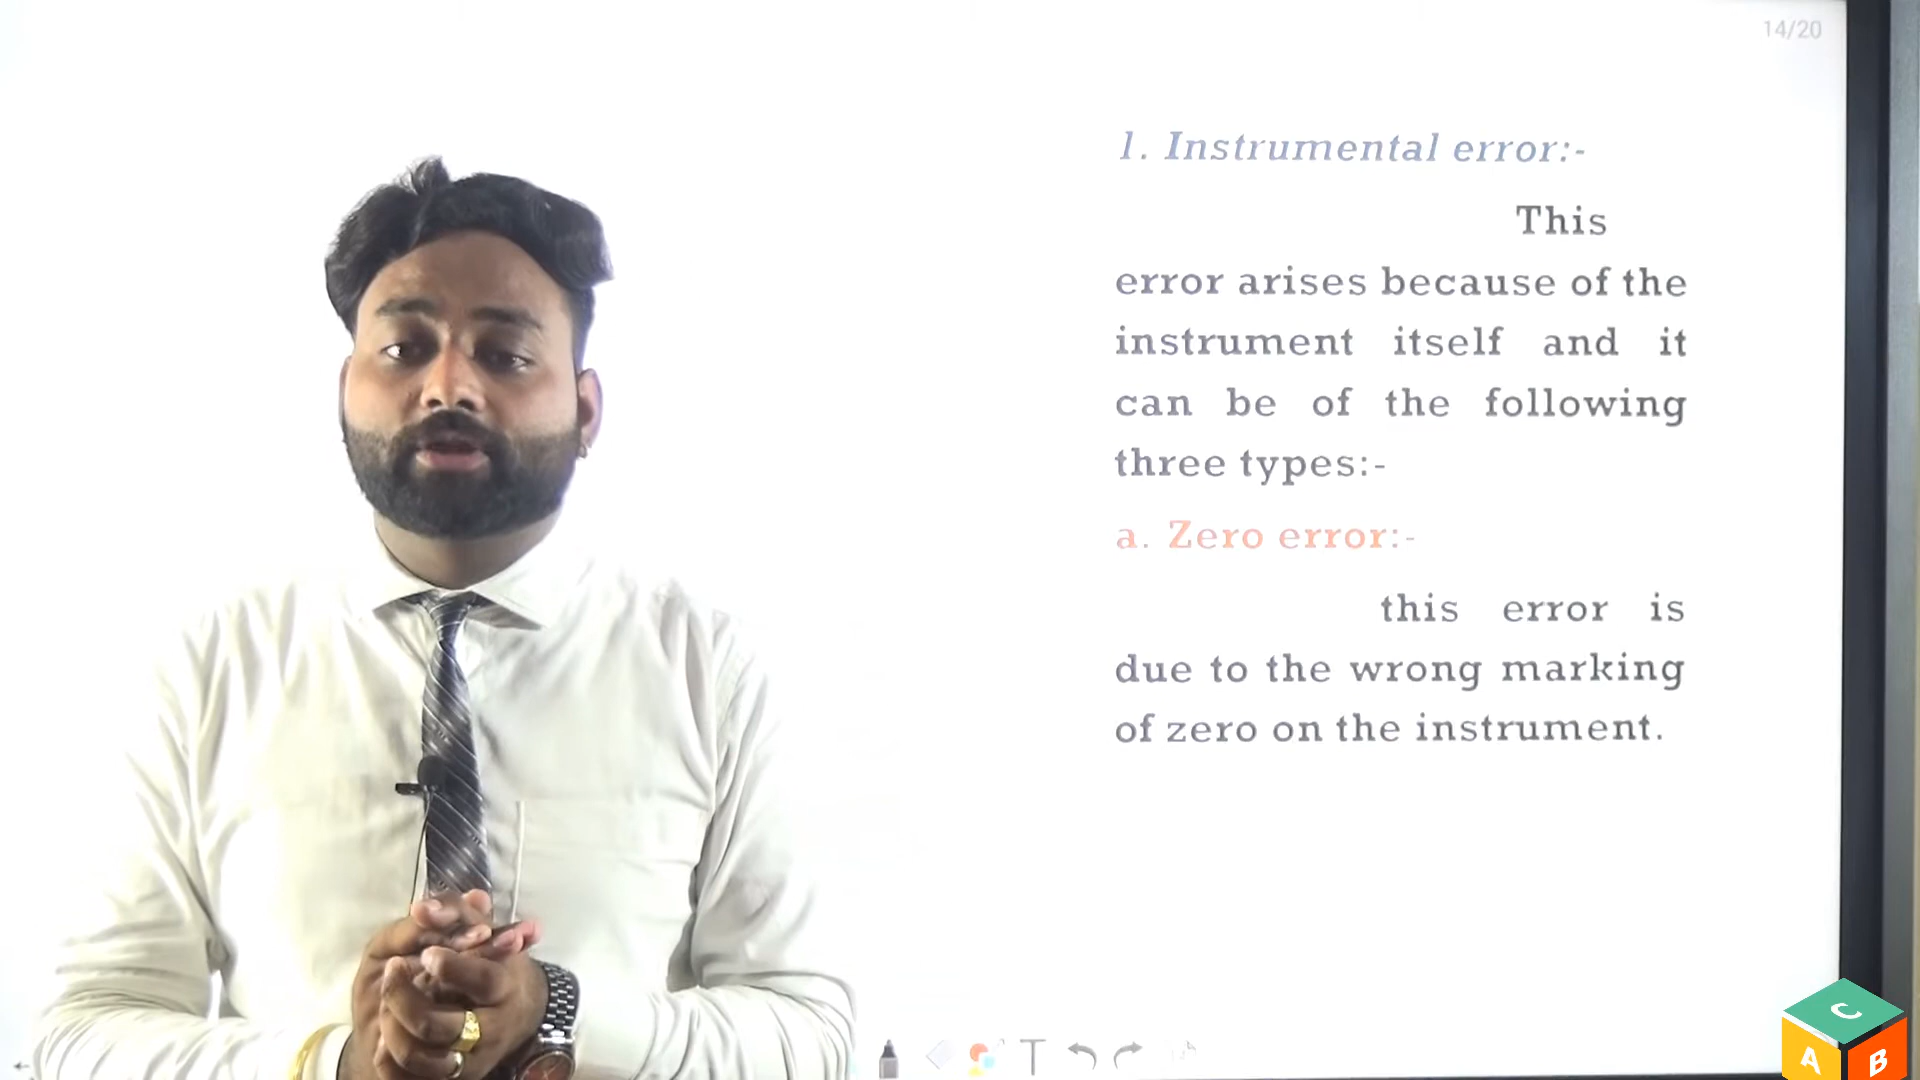 14/20
1. Instrumental error:-
This
error arises because of the
instrument itself and it
can be of the following
three types:-
a. Zero error:-
this error is
due to the wrong marking
of zero on the instrument.
T
C
A B